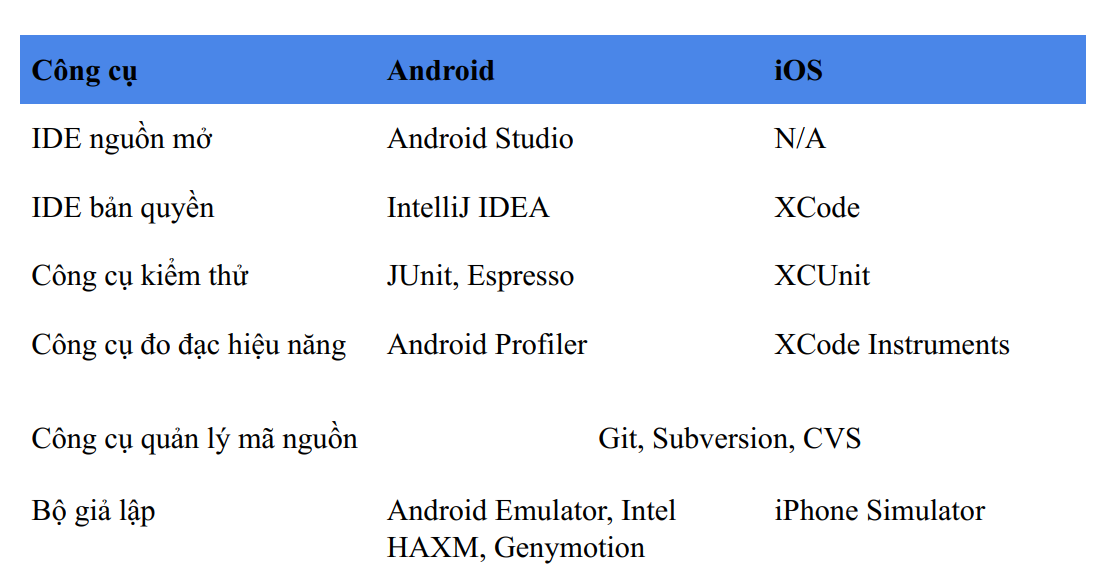 Công cụ Android iOS
IDE nguồn mở Android Studio N/A
IDE bản quyền IntelliJ IDEA XCode
Công cụ kiểm thử JUnit, Espresso XCUnit
Công cụ đo đạc hiệu năng Android Profiler XCode Instruments
Công cụ quản lý mã nguồn Git, Subversion, CVS
Bộ giả lập Android Emulator, Intel iPhone Simulator
HAXM, Genymotion